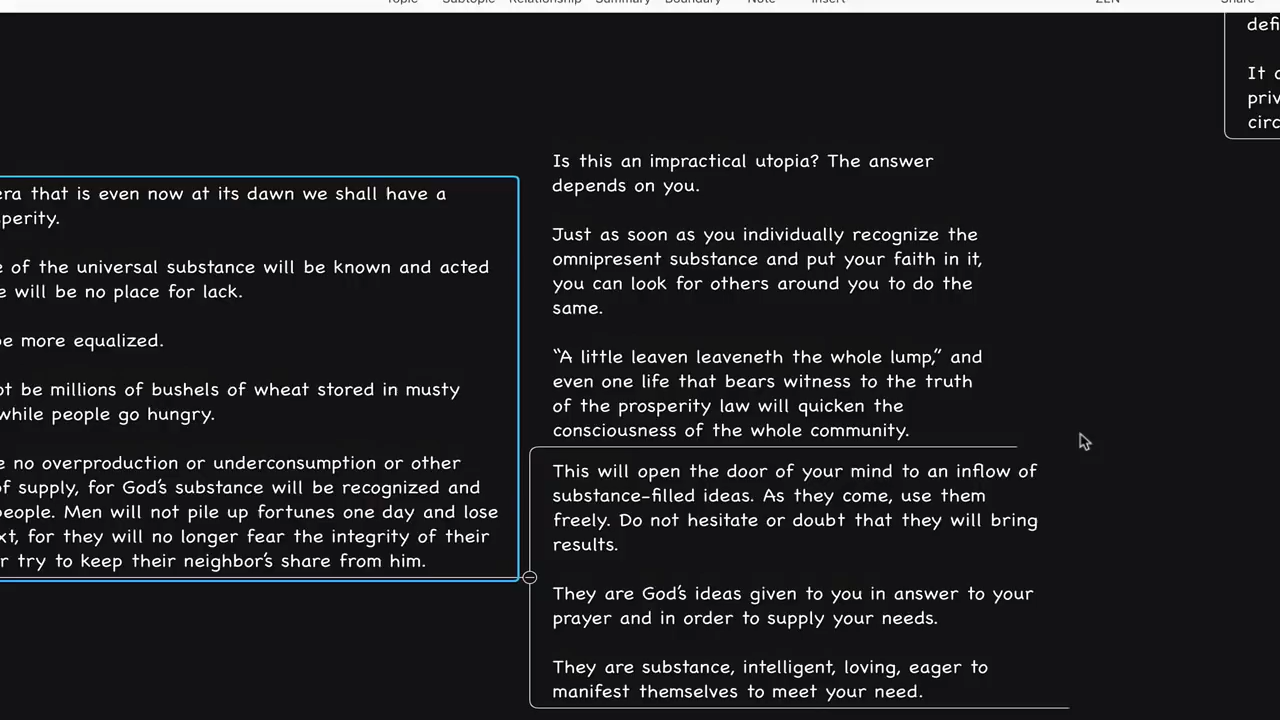 Topic Subtopic Relationship Summary Boundary Note Insert ZEN Share
era that is even now at its dawn we shall have a
of the universal substance will be known and acted
will be no place for lack.
be more equalized.
be millions of bushels of wheat stored in musty
while people go hungry.
no overproduction or underconsumption or other
of supply, for God's substance will be recognized and
people. Men will not pile up fortunes one day and lose
for they will no longer fear the integrity of their
try to keep their neighbor's share from him.
Is this an impractical utopia? The answer
depends on you.
Just as soon as you individually recognize the
omnipresent substance and put your faith in it,
you can look for others around you to do the
same.
“A little leaven leaveneth the whole lump,” and
even one life that bears witness to the truth
of the prosperity law will quicken the
consciousness of the whole community.
This will open the door of your mind to an inflow of
substance-filled ideas. As they come, use them
freely. Do not hesitate or doubt that they will bring
results.
They are God's ideas given to you in answer to your
prayer and in order to supply your needs.
They are substance, intelligent, loving, eager to
manifest themselves to meet your need.
It